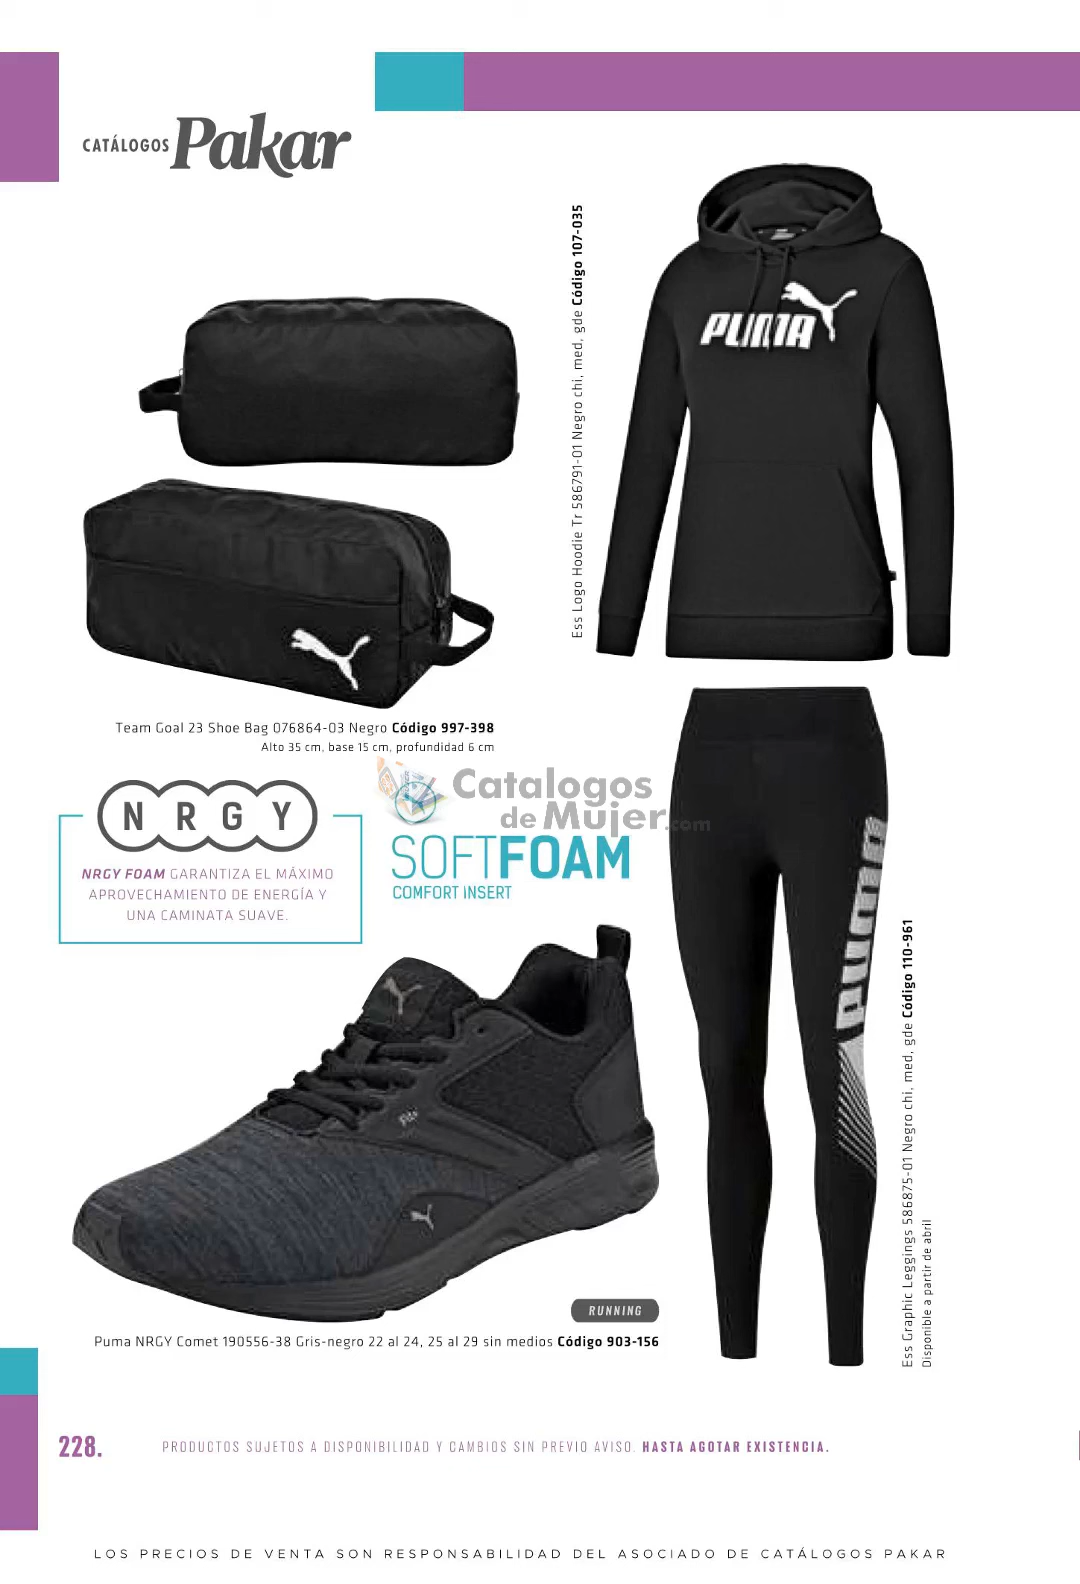 CATÁLOGOS Pakar
Ess Logo Hoodie Tr 586791-01 Negro chi, med, gde Código 107-035
PUMA
Team Goal 23 Shoe Bag 076864-03 Negro Código 997-398
Alto 35 cm, base 15 cm, profundidad 6 cm
NRGY
NRGY FOAM GARANTIZA EL MÁXIMO
APROVECHAMIENTO DE ENERGÍA Y
UNA CAMINATA SUAVE.
Catalogos
de Mujer.com
SOFTFOAM
COMFORT INSERT
PUMA
Ess Graphic Leggings 586875-01 Negro chi, med, gde Código 110-961
Disponible a partir de abril
RUNNING
Puma NRGY Comet 190556-38 Gris-negro 22 al 24, 25 al 29 sin medios Código 903-156
228.
PRODUCTOS SUJETOS A DISPONIBILIDAD Y CAMBIOS SIN PREVIO AVISO. HASTA AGOTAR EXISTENCIA.
LOS PRECIOS DE VENTA SON RESPONSABILIDAD DEL ASOCIADO DE CATÁLOGOS PAKAR